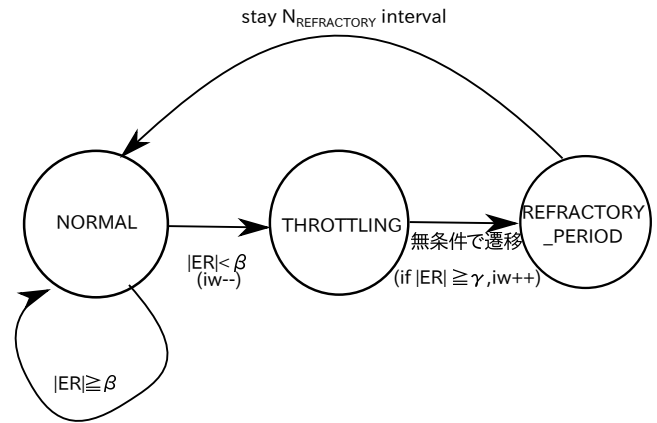 stay N_REFRACTORY interval
NORMAL
THROTTLING
REFRACTORY
_PERIOD
|ER|<β
(iw--)
無条件で遷移
(if |ER| ≧γ,iw++)
|ER|≧β